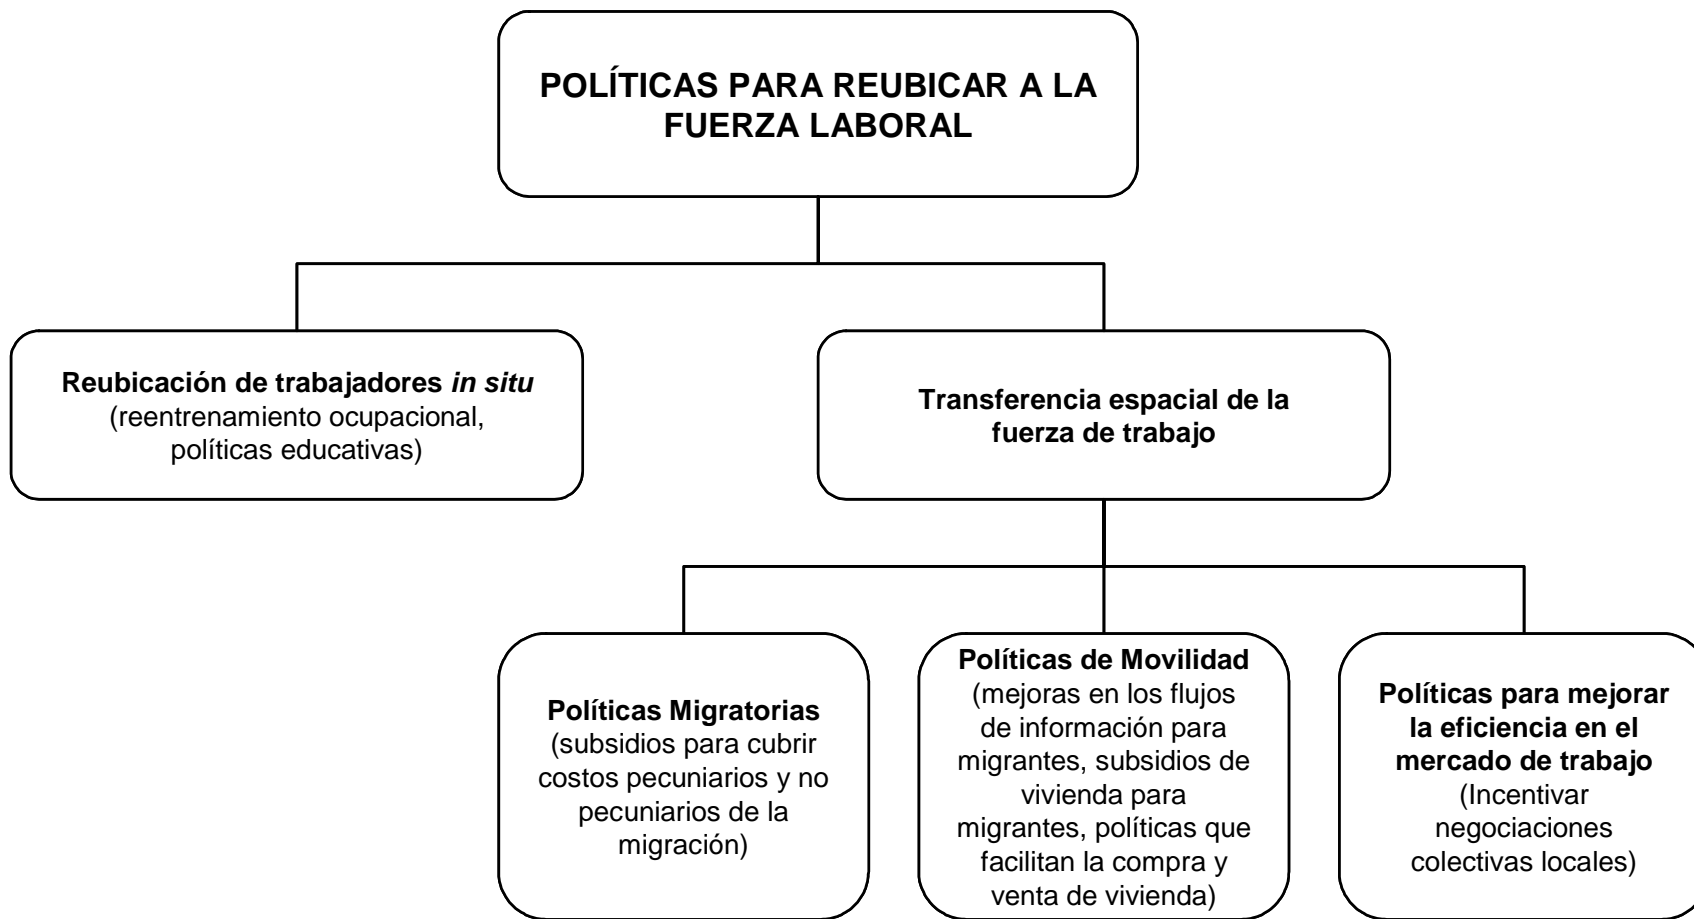 POLÍTICAS PARA REUBICAR A LA
FUERZA LABORAL
Reubicación de trabajadores in situ
(reentrenamiento ocupacional,
políticas educativas)
Transferencia espacial de la
fuerza de trabajo
Políticas Migratorias
(subsidios para cubrir
costos pecuniarios y no
pecuniarios de la
migración)
Políticas de Movilidad
(mejoras en los flujos
de información para
migrantes, subsidios de
vivienda para
migrantes, políticas que
facilitan la compra y
venta de vivienda)
Políticas para mejorar
la eficiencia en el
mercado de trabajo
(Incentivar
negociaciones
colectivas locales)